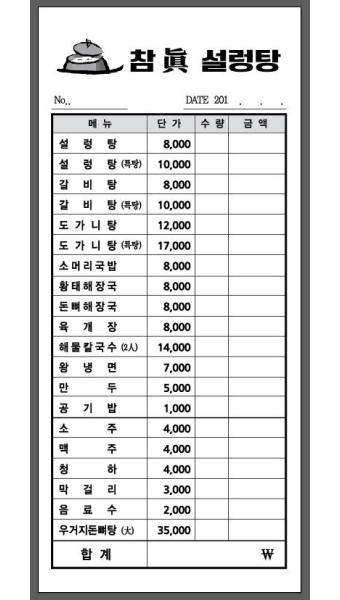 참 眞 설렁탕
No.. DATE 201 . . .
메 뉴 단 가 수 량 금 액
설 렁 탕 8,000
설 렁 탕 (특탕) 10,000
갈 비 탕 8,000
갈 비 탕 (특탕) 10,000
도 가 니 탕 12,000
도 가 니 탕 (특탕) 17,000
소머리국밥 8,000
황태해장국 8,000
돈뼈해장국 8,000
육 개 장 8,000
해물칼국수 (2人) 14,000
왕 냉 면 7,000
만 두 5,000
공 기 밥 1,000
소 주 4,000
맥 주 4,000
청 하 4,000
막 걸 리 3,000
음 료 수 2,000
우거지돈뼈탕 (大) 35,000
합 계 ₩